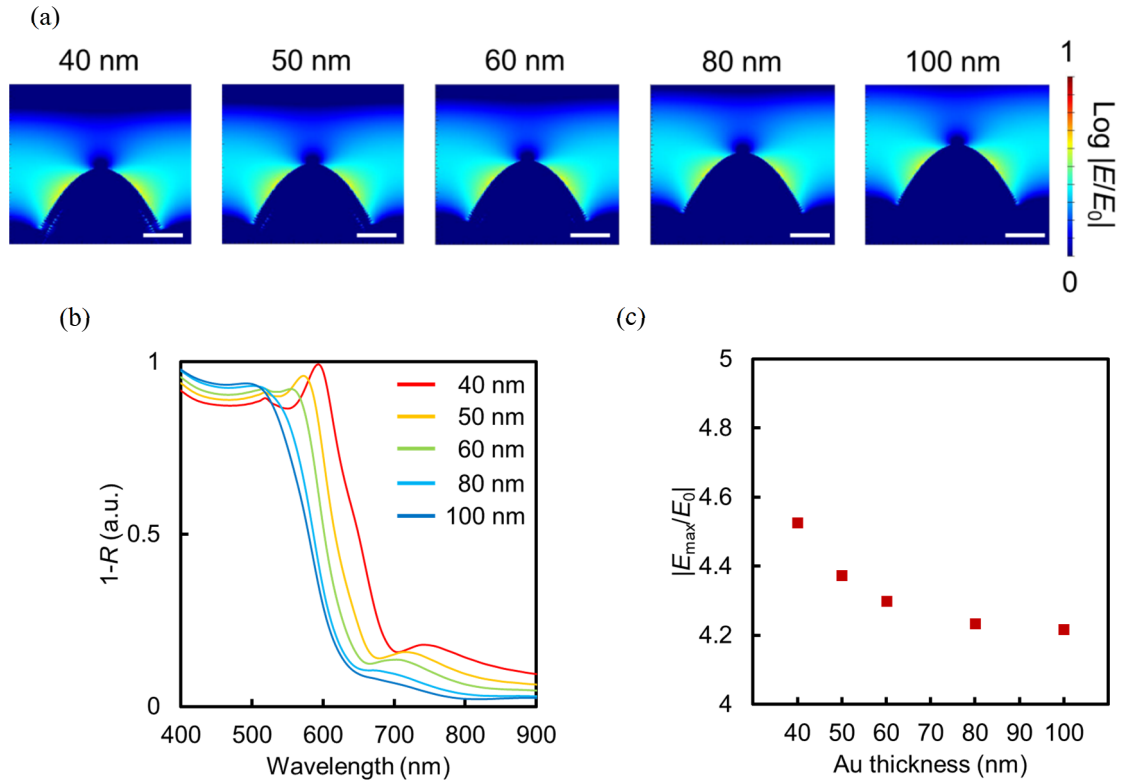 (a)
40 nm 50 nm 60 nm 80 nm 100 nm
1
Log |E/E0|
0
(b)
1
0.5
0
1-R (a.u.)
40 nm
50 nm
60 nm
80 nm
100 nm
400 500 600 700 800 900
Wavelength (nm)
(c)
5
4.8
4.6
4.4
4.2
4
|Emax/E0|
40 50 60 70 80 90 100
Au thickness (nm)